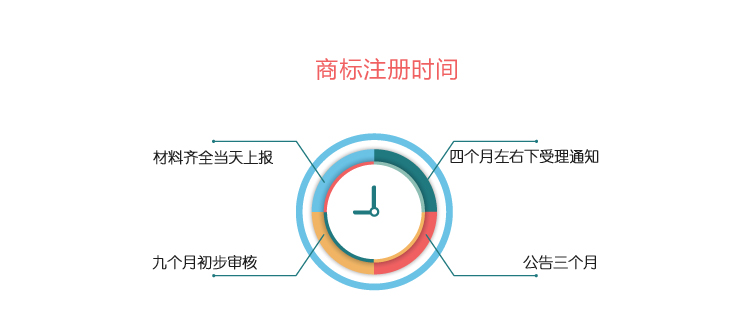 商标注册时间
材料齐全当天上报
四个月左右下受理通知
九个月初步审核
公告三个月